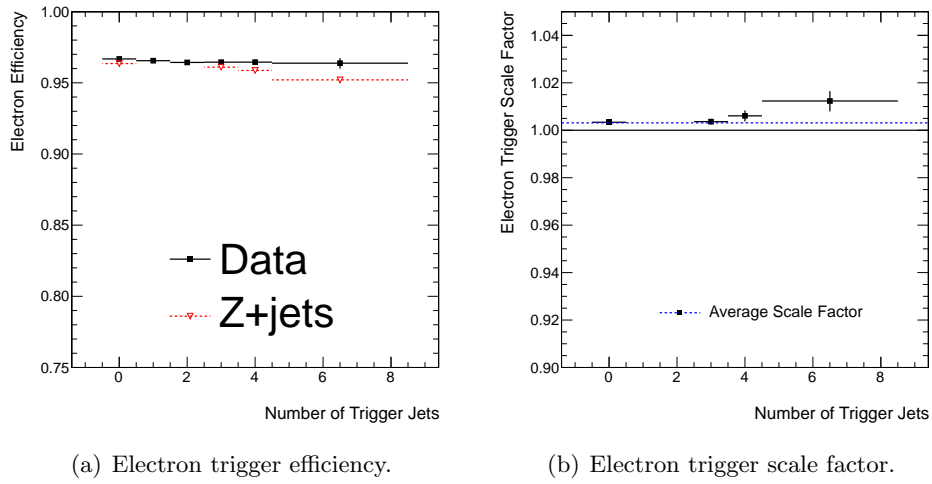 Electron Efficiency
1.00
0.95
0.90
0.85
0.80
0.75
Data
Z+jets
0 2 4 6 8
Number of Trigger Jets
(a) Electron trigger efficiency.
Electron Trigger Scale Factor
1.04
1.02
1.00
0.98
0.96
0.94
0.92
0.90
Average Scale Factor
0 2 4 6 8
Number of Trigger Jets
(b) Electron trigger scale factor.